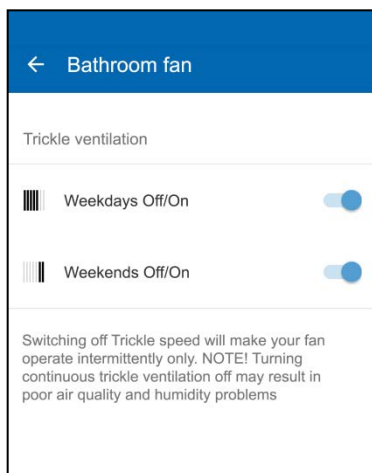 Bathroom fan
Trickle ventilation
Weekdays Off/On
Weekends Off/On
Switching off Trickle speed will make your fan
operate intermittently only. NOTE! Turning
continuous trickle ventilation off may result in
poor air quality and humidity problems